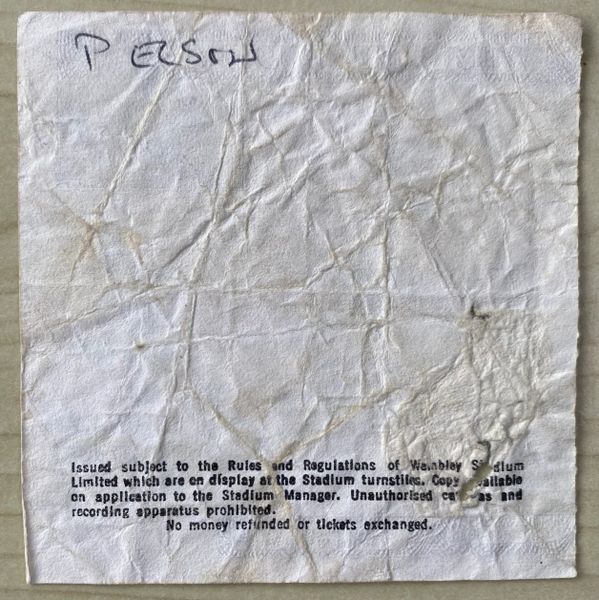 PERSON
Issued subject to the Rules and Regulations of Wembley Stadium
Limited which are on display at the Stadium turnstiles. Copy available
on application to the Stadium Manager. Unauthorised cameras and
recording apparatus prohibited.
No money refunded or tickets exchanged.